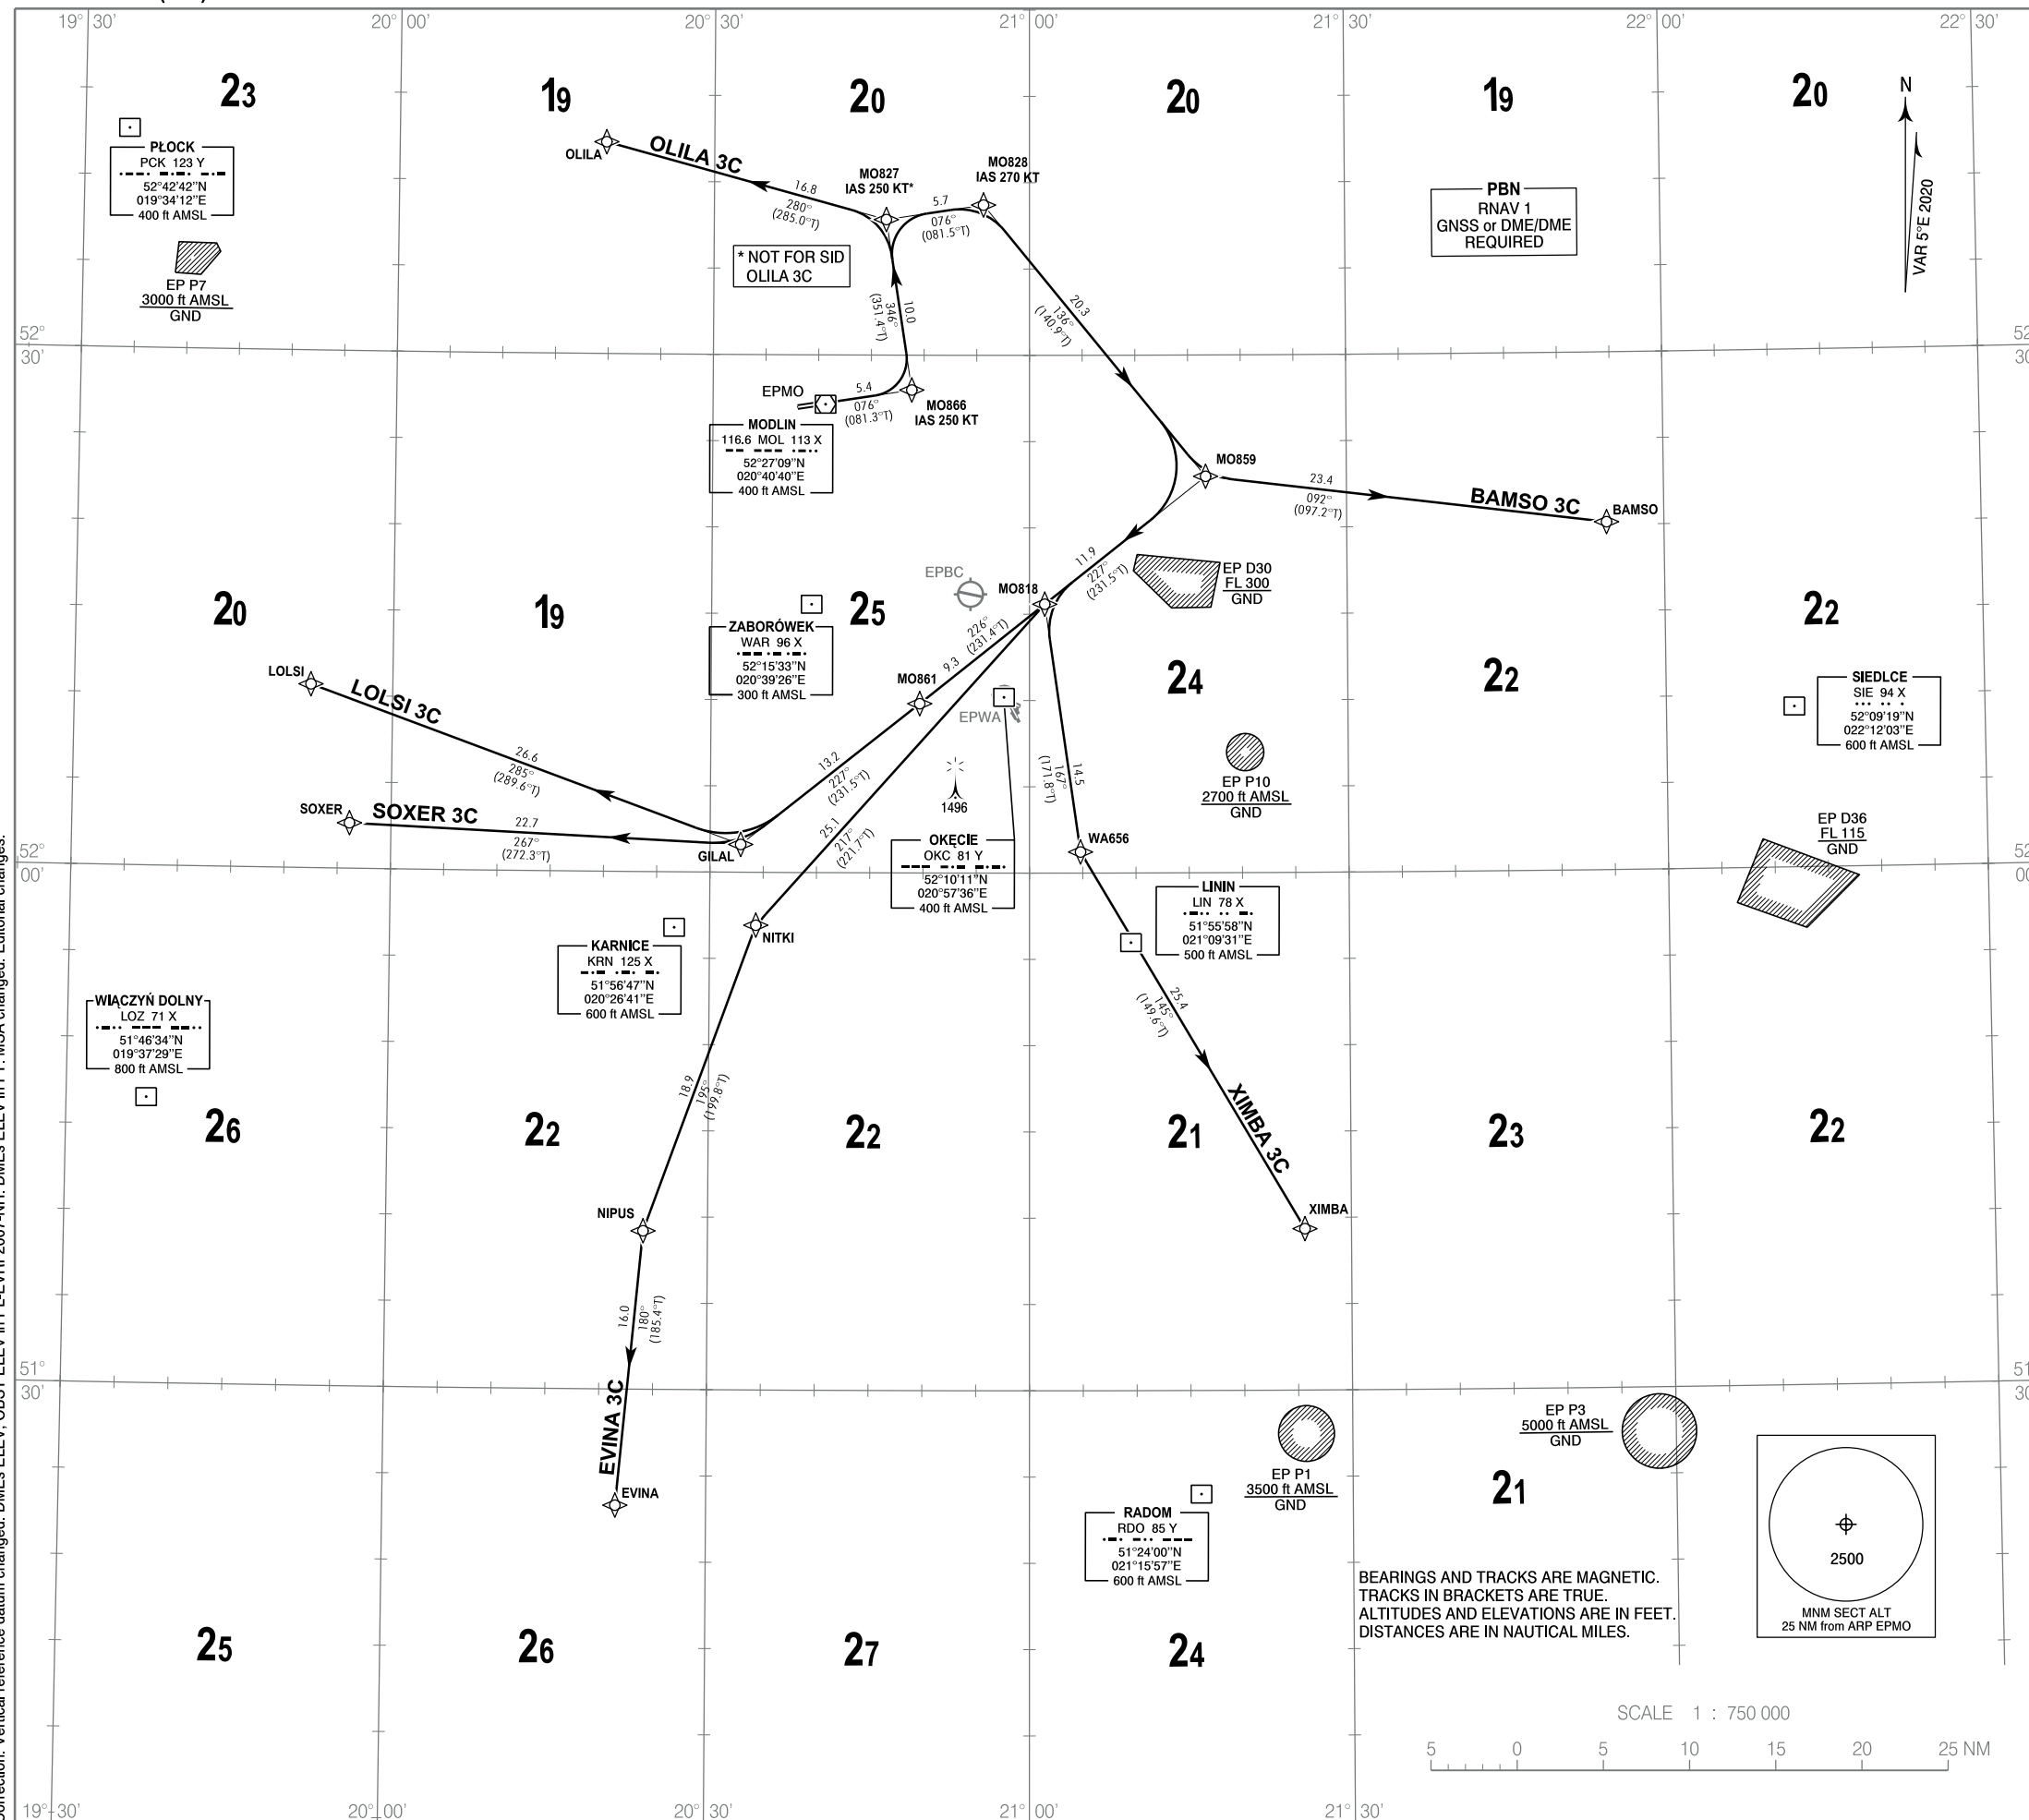 19° 30'
20° 00'
20° 30'
21° 00'
21° 30'
22° 00'
22° 30'
23
19
20
20
19
20
N
VAR 5°E 2020
PŁOCK
PCK 123 Y
52°42'42''N
019°34'12''E
400 ft AMSL
EP P7
3000 ft AMSL
GND
OLILA
OLILA 3C
16.8
280°
(285.0°T)
MO827
IAS 250 KT*
5.7
076°
(081.5°T)
MO828
IAS 270 KT
PBN
RNAV 1
GNSS or DME/DME
REQUIRED
* NOT FOR SID
OLILA 3C
10.0
346°
(351.4°T)
20.3
136°
(140.9°T)
52°
30'
EPMO
5.4
076°
(081.3°T)
MO866
IAS 250 KT
MODLIN
116.6 MOL 113 X
52°27'09''N
020°40'40''E
400 ft AMSL
MO859
23.4
092°
(097.2°T)
BAMSO 3C
BAMSO
11.9
227°
(231.5°T)
EP D30
FL 300
GND
EPBC
MO818
20
19
25
22
ZABORÓWEK
WAR 96 X
52°15'33''N
020°39'26''E
300 ft AMSL
226°
(231.4°T)
9.3
MO861
24
22
LOLSI
LOLSI 3C
EPWA
SIEDLCE
SIE 94 X
52°09'19''N
022°12'03''E
600 ft AMSL
26.6
285°
(289.6°T)
13.2
227°
(231.5°T)
14.5
167°
(171.8°T)
1496
EP P10
2700 ft AMSL
GND
SOXER
SOXER 3C
22.7
267°
(272.3°T)
GILAL
25.1
217°
(221.7°T)
OKĘCIE
OKC 81 Y
52°10'11''N
020°57'36''E
400 ft AMSL
WA656
EP D36
FL 115
GND
52°
00'
LININ
LIN 78 X
51°55'58''N
021°09'31''E
500 ft AMSL
NITKI
KARNICE
KRN 125 X
51°56'47''N
020°26'41''E
600 ft AMSL
WIĄCZYŃ DOLNY
LOZ 71 X
51°46'34''N
019°37'29''E
800 ft AMSL
25.4
145°
(149.6°T)
18.9
195°
(199.8°T)
XIMBA 3C
26
22
22
21
23
22
NIPUS
XIMBA
16.0
180°
(185.4°T)
51°
30'
EVINA 3C
EVINA
EP P1
3500 ft AMSL
GND
EP P3
5000 ft AMSL
GND
21
RADOM
RDO 85 Y
51°24'00''N
021°15'57''E
600 ft AMSL
2500
MNM SECT ALT
25 NM from ARP EPMO
BEARINGS AND TRACKS ARE MAGNETIC.
TRACKS IN BRACKETS ARE TRUE.
ALTITUDES AND ELEVATIONS ARE IN FEET.
DISTANCES ARE IN NAUTICAL MILES.
25
26
27
24
SCALE 1 : 750 000
5 0 5 10 15 20 25 NM
19° 30'
20° 00'
20° 30'
21° 00'
21° 30'